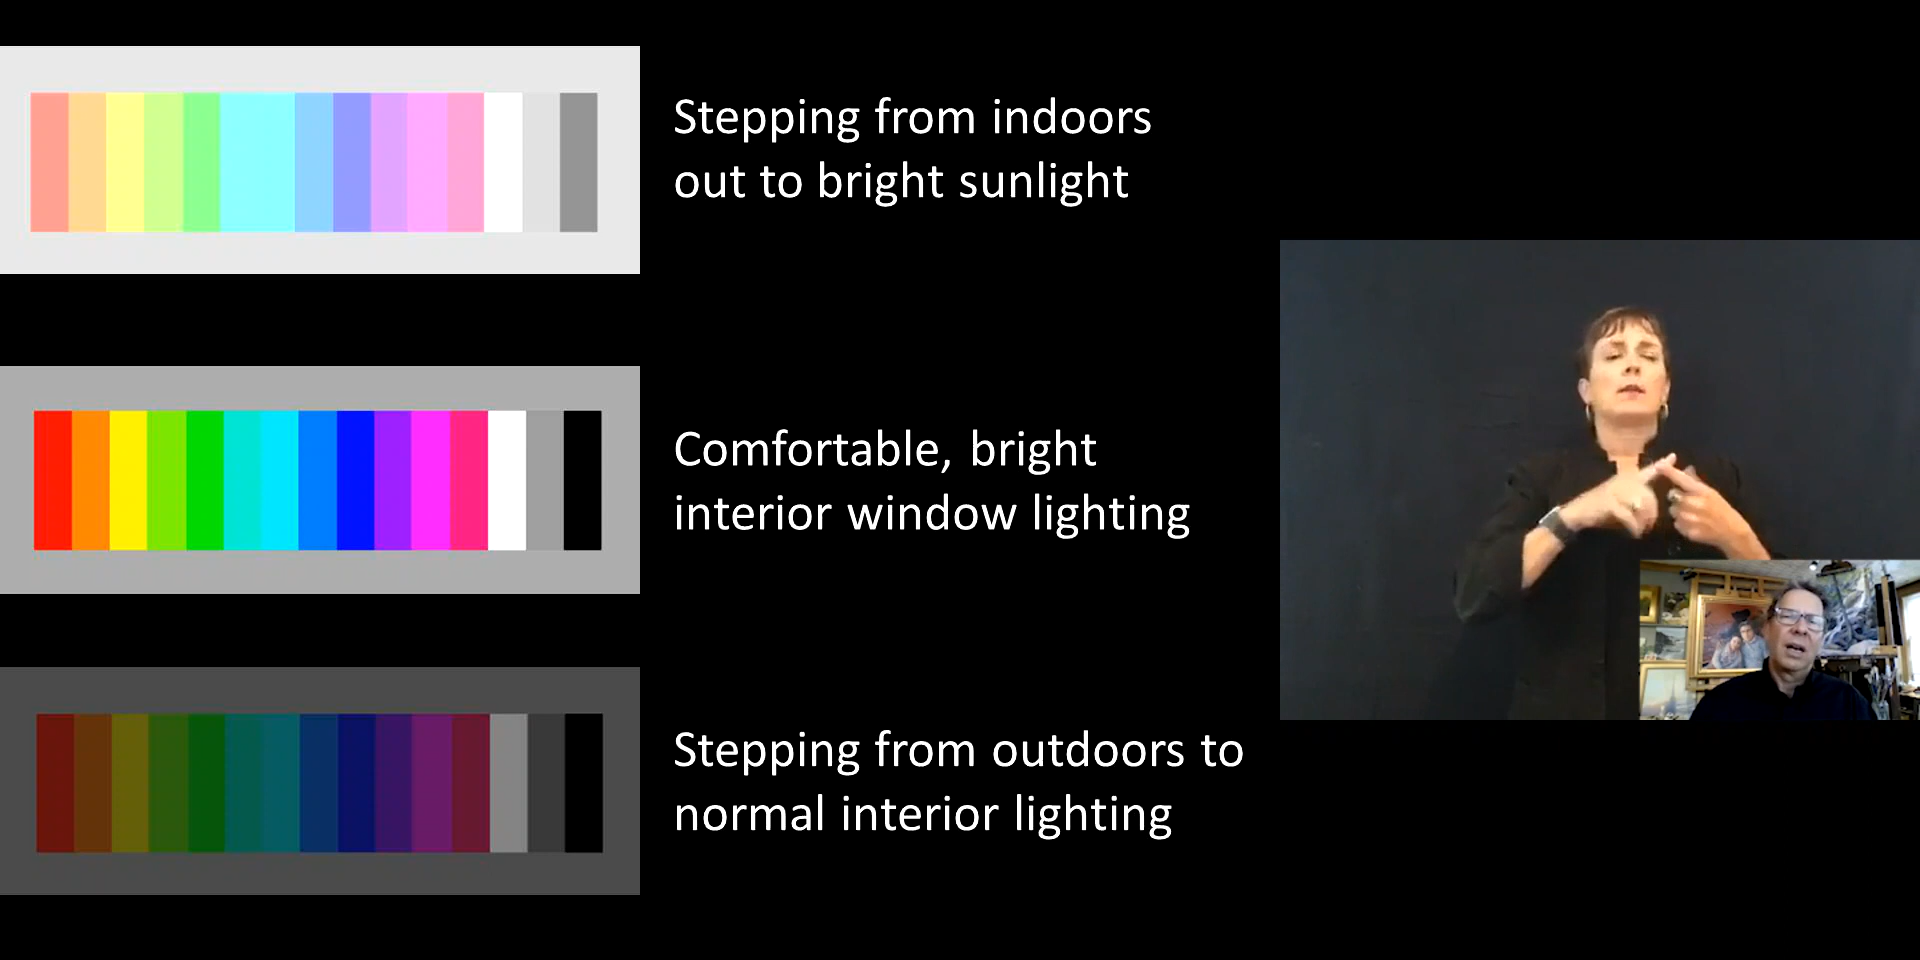 Stepping from indoors
out to bright sunlight
Comfortable, bright
interior window lighting
Stepping from outdoors to
normal interior lighting